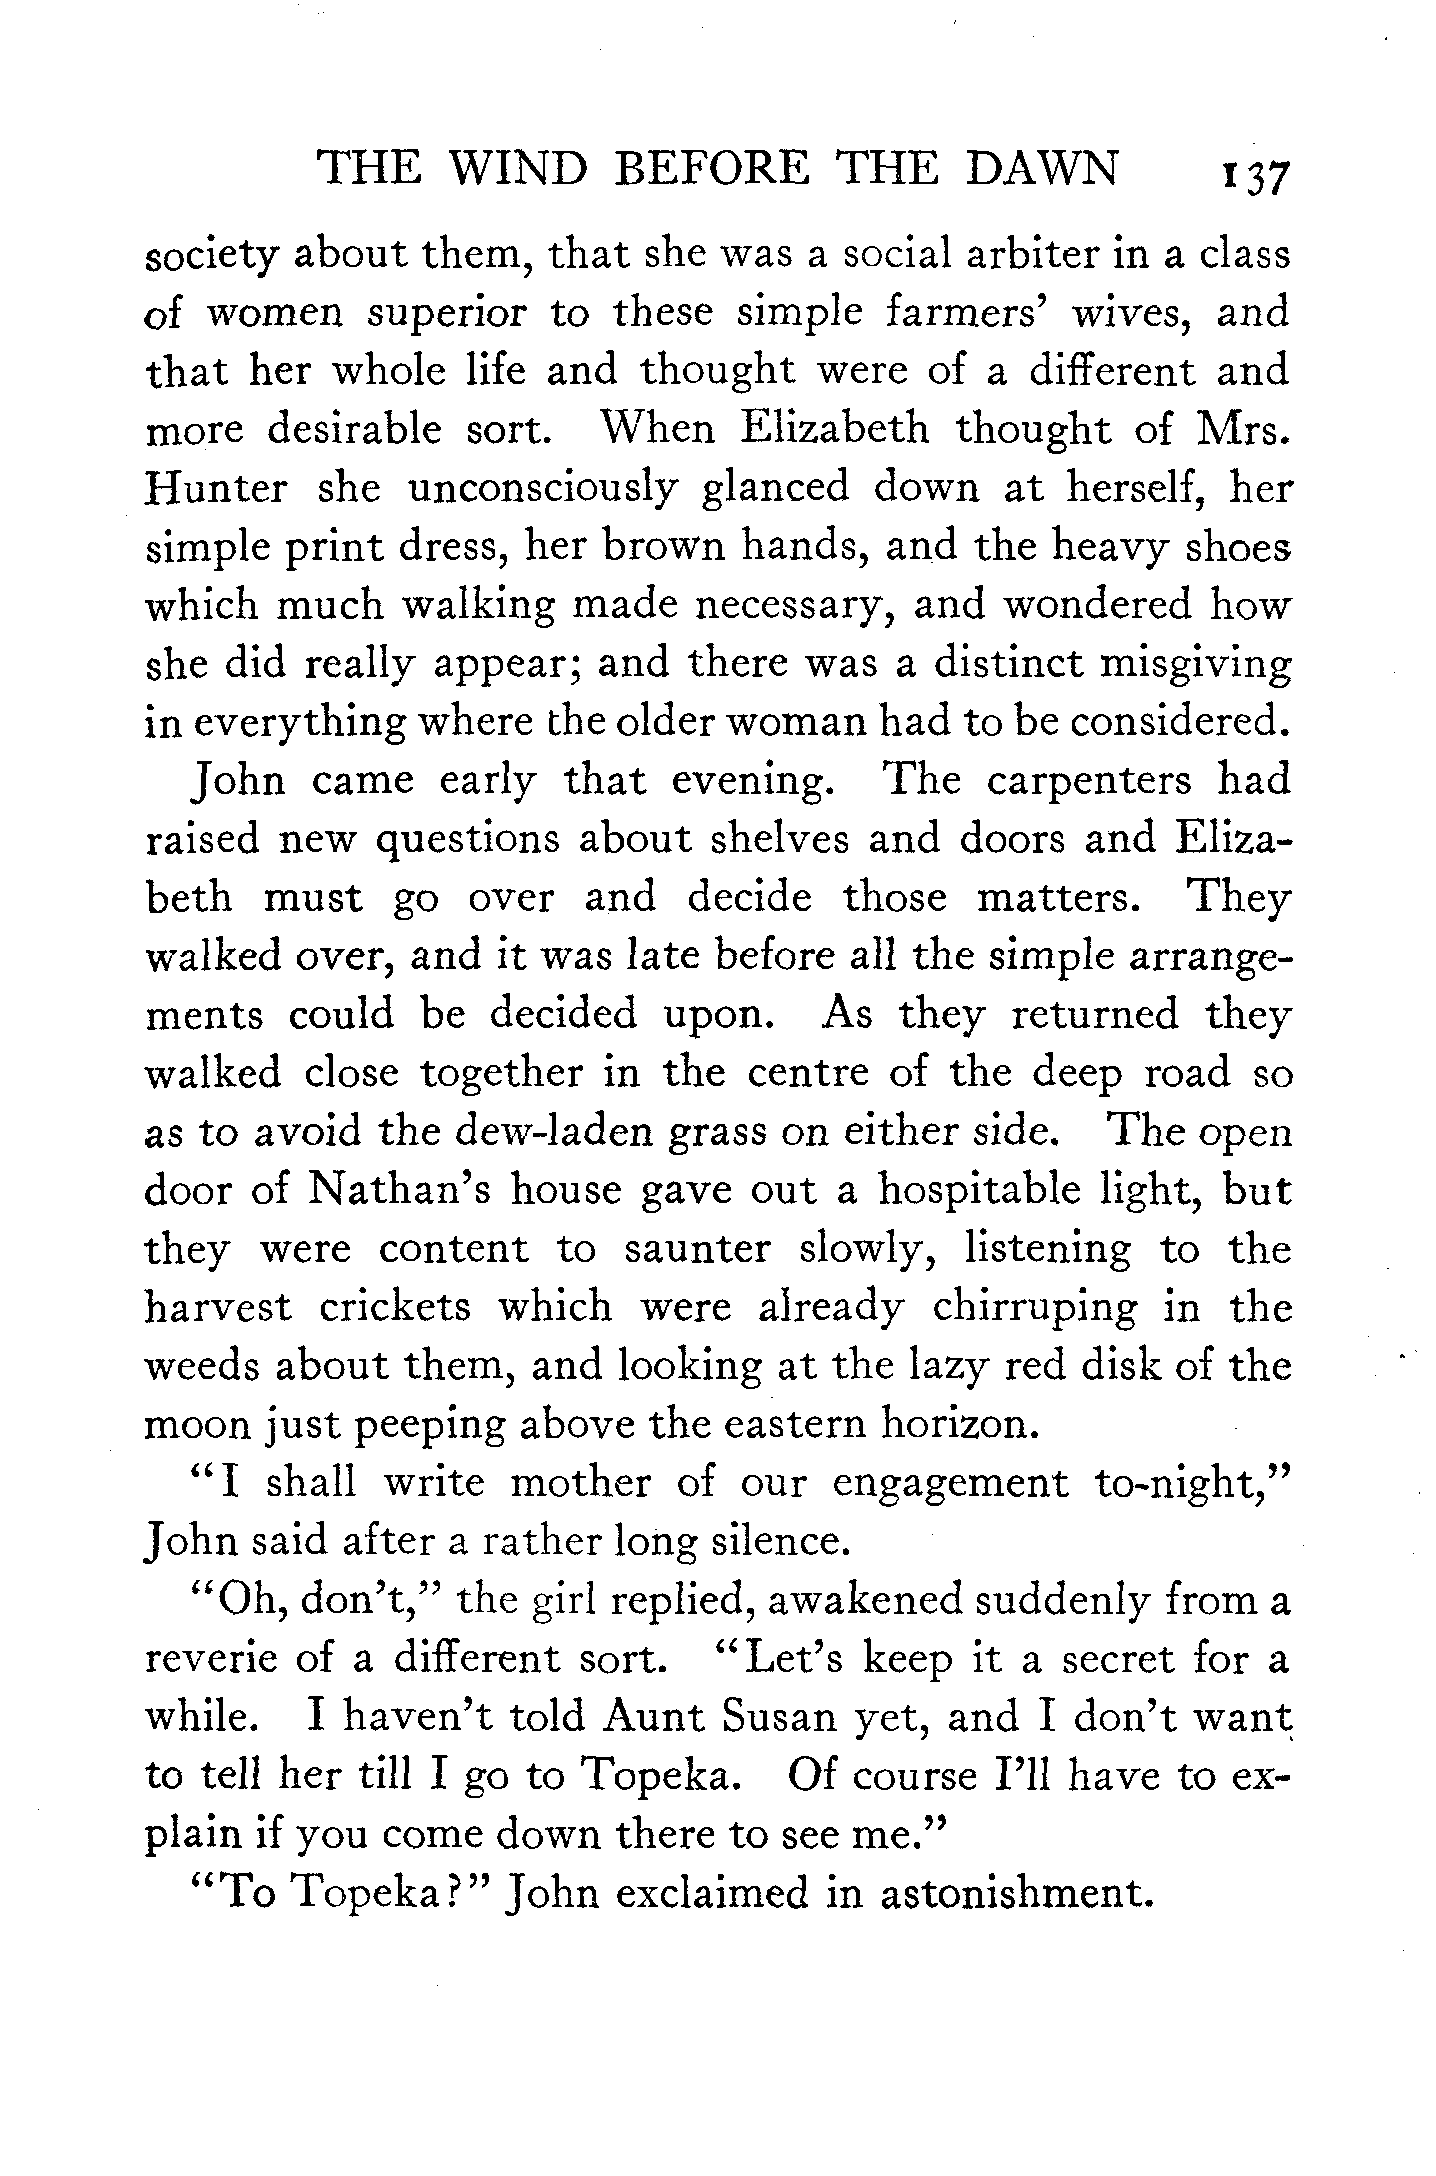 THE WIND BEFORE THE DAWN 137
society about them, that she was a social arbiter in a class
of women superior to these simple farmers’ wives, and
that her whole life and thought were of a different and
more desirable sort. When Elizabeth thought of Mrs.
Hunter she unconsciously glanced down at herself, her
simple print dress, her brown hands, and the heavy shoes
which much walking made necessary, and wondered how
she did really appear; and there was a distinct misgiving
in everything where the older woman had to be considered.
John came early that evening. The carpenters had
raised new questions about shelves and doors and Eliza-
beth must go over and decide those matters. They
walked over, and it was late before all the simple arrange-
ments could be decided upon. As they returned they
walked close together in the centre of the deep road so
as to avoid the dew-laden grass on either side. The open
door of Nathan’s house gave out a hospitable light, but
they were content to saunter slowly, listening to the
harvest crickets which were already chirruping in the
weeds about them, and looking at the lazy red disk of the
moon just peeping above the eastern horizon.
“I shall write mother of our engagement to-night,”
John said after a rather long silence.
“Oh, don’t,” the girl replied, awakened suddenly from a
reverie of a different sort. “Let’s keep it a secret for a
while. I haven’t told Aunt Susan yet, and I don’t want
to tell her till I go to Topeka. Of course I’ll have to ex-
plain if you come down there to see me.”
“To Topeka?” John exclaimed in astonishment.